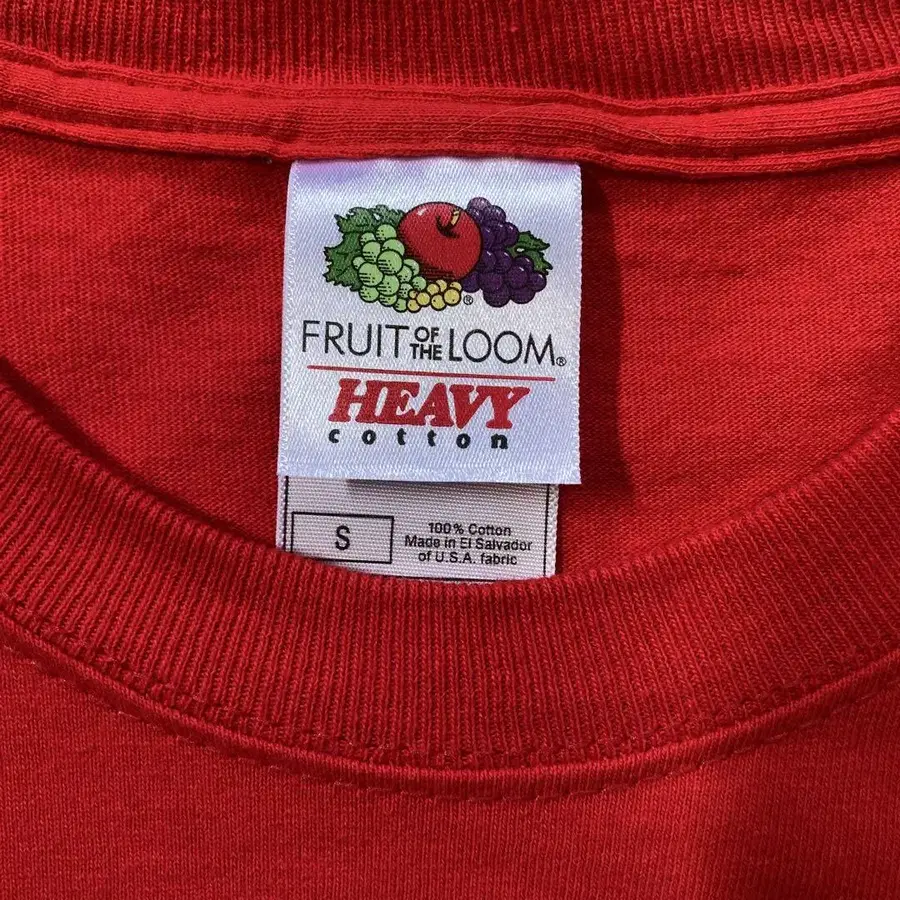 ®
FRUIT OF THE LOOM®
HEAVY
cotton
S
100% Cotton
Made in El Salvador
of U.S.A. fabric